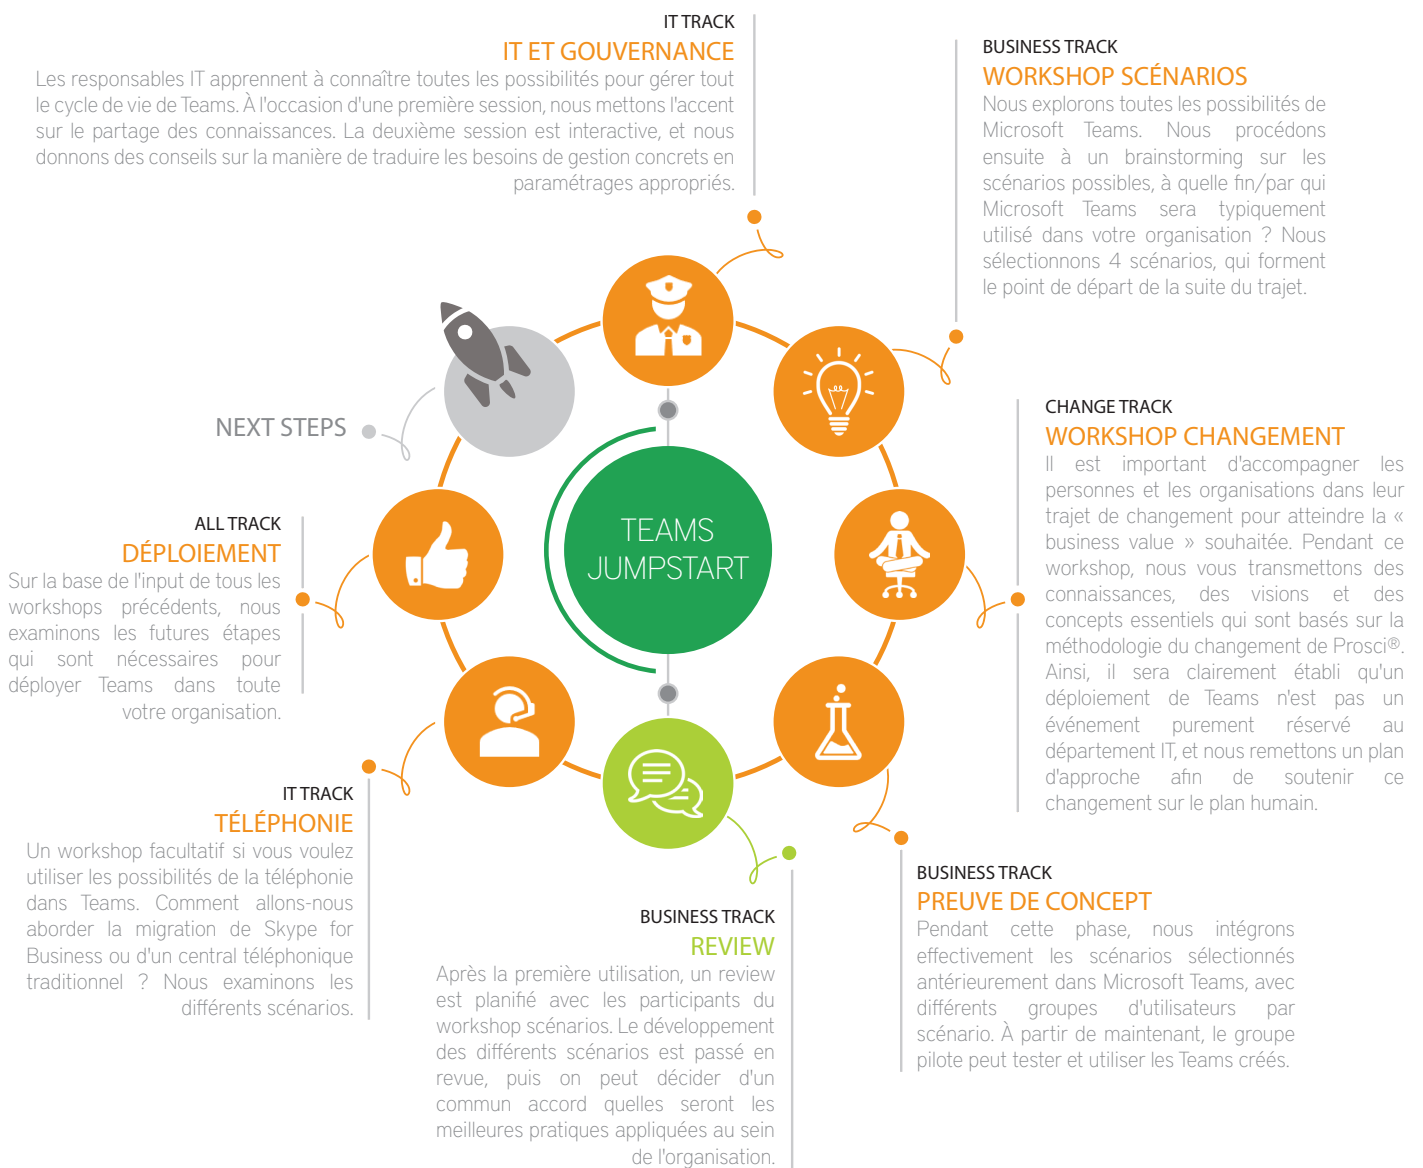 IT TRACK
IT ET GOUVERNANCE
Les responsables IT apprennent à connaître toutes les possibilités pour gérer tout
le cycle de vie de Teams. À l'occasion d'une première session, nous mettons l'accent
sur le partage des connaissances. La deuxième session est interactive, et nous
donnons des conseils sur la manière de traduire les besoins de gestion concrets en
paramétrages appropriés.
BUSINESS TRACK
WORKSHOP SCÉNARIOS
Nous explorons toutes les possibilités de
Microsoft Teams. Nous procédons
ensuite à un brainstorming sur les
scénarios possibles, à quelle fin/par qui
Microsoft Teams sera typiquement
utilisé dans votre organisation ? Nous
sélectionnons 4 scénarios, qui forment
le point de départ de la suite du trajet.
CHANGE TRACK
WORKSHOP CHANGEMENT
Il est important d'accompagner les
personnes et les organisations dans leur
trajet de changement pour atteindre la «
business value » souhaitée. Pendant ce
workshop, nous vous transmettons des
connaissances, des visions et des
concepts essentiels qui sont basés sur la
méthodologie du changement de Prosci®.
Ainsi, il sera clairement établi qu'un
déploiement de Teams n'est pas un
événement purement réservé au
département IT, et nous remettons un plan
d'approche afin de soutenir ce
changement sur le plan humain.
BUSINESS TRACK
PREUVE DE CONCEPT
Pendant cette phase, nous intégrons
effectivement les scénarios sélectionnés
antérieurement dans Microsoft Teams, avec
différents groupes d'utilisateurs par
scénario. À partir de maintenant, le groupe
pilote peut tester et utiliser les Teams créés.
BUSINESS TRACK
REVIEW
Après la première utilisation, un review
est planifié avec les participants du
workshop scénarios. Le développement
des différents scénarios est passé en
revue, puis on peut décider d'un
commun accord quelles seront les
meilleures pratiques appliquées au sein
de l'organisation.
IT TRACK
TÉLÉPHONIE
Un workshop facultatif si vous voulez
utiliser les possibilités de la téléphonie
dans Teams. Comment allons-nous
aborder la migration de Skype for
Business ou d'un central téléphonique
traditionnel ? Nous examinons les
différents scénarios.
ALL TRACK
DÉPLOIEMENT
Sur la base de l'input de tous les
workshops précédents, nous
examinons les futures étapes
qui sont nécessaires pour
déployer Teams dans toute
votre organisation.
NEXT STEPS
TEAMS
JUMPSTART